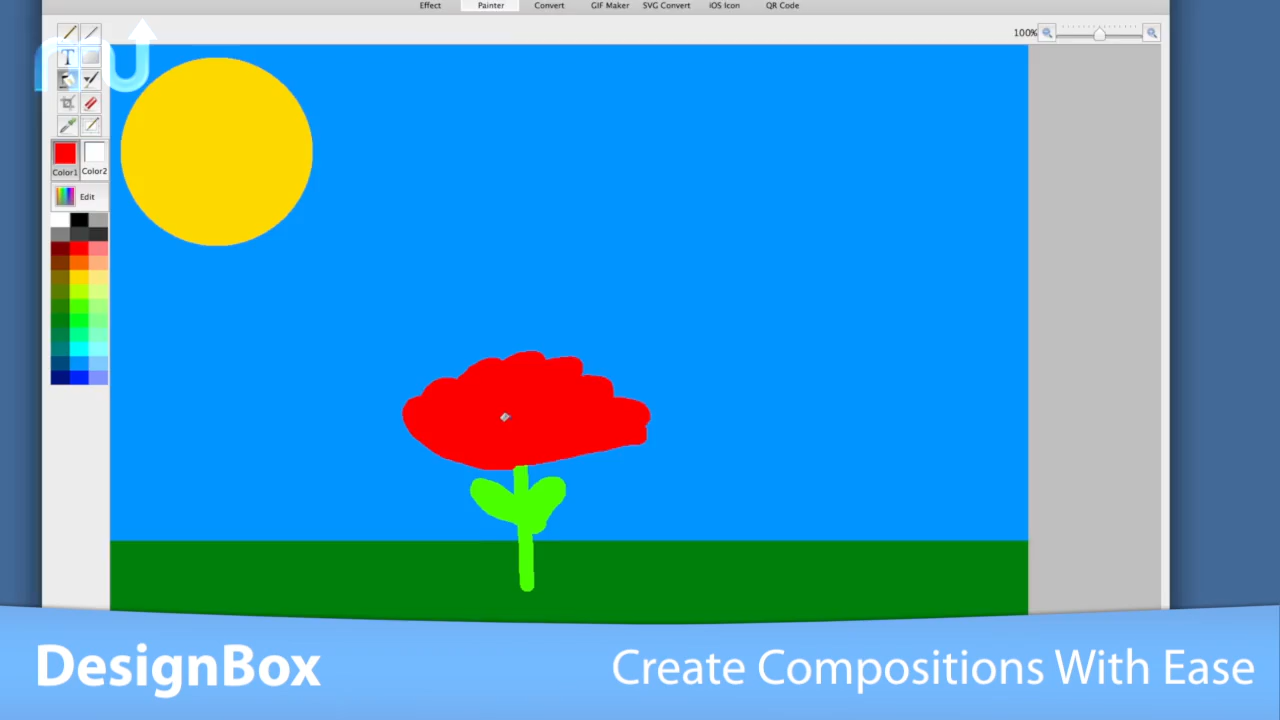 Effect Painter Convert GIF Maker SVG Convert iOS Icon QR Code
100%
T
Color1 Color2
Edit
DesignBox
Create Compositions With Ease